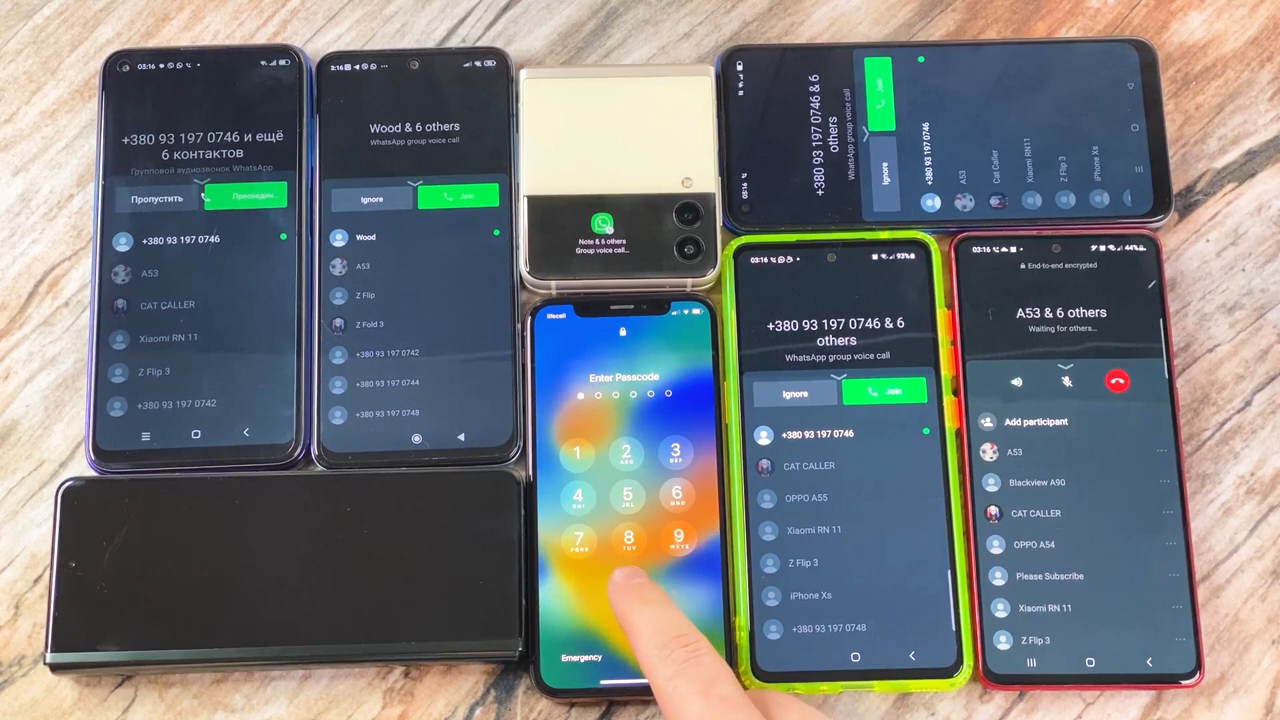 03:16
+380 93 197 0746 и ещё
6 контактов
Групповой аудиозвонок WhatsApp
Пропустить
Присоедин...
+380 93 197 0746
A53
CAT CALLER
Xiaomi RN 11
Z Flip 3
+380 93 197 0742
3:16
Wood & 6 others
WhatsApp group voice call
Ignore
Join
Wood
A53
Z Flip
Z Fold 3
+380 93 197 0742
+380 93 197 0744
+380 93 197 0748
Note & 6 others
Group voice call...
03:16
+380 93 197 0746 & 6
others
WhatsApp group voice call
Ignore
Join
+380 93 197 0746
A53
Cat Caller
Xiaomi RN11
Z Flip 3
iPhone Xs
lifecell
Enter Passcode
1
2
ABC
3
DEF
4
GHI
5
JKL
6
MNO
7
PQRS
8
TUV
9
WXYZ
Emergency
03:16
93%
+380 93 197 0746 & 6
others
WhatsApp group voice call
Ignore
Join
+380 93 197 0746
CAT CALLER
OPPO A55
Xiaomi RN 11
Z Flip 3
iPhone Xs
+380 93 197 0748
03:16
44%
End-to-end encrypted
A53 & 6 others
Waiting for others...
Add participant
A53
Blackview A90
CAT CALLER
OPPO A54
Please Subscribe
Xiaomi RN 11
Z Flip 3